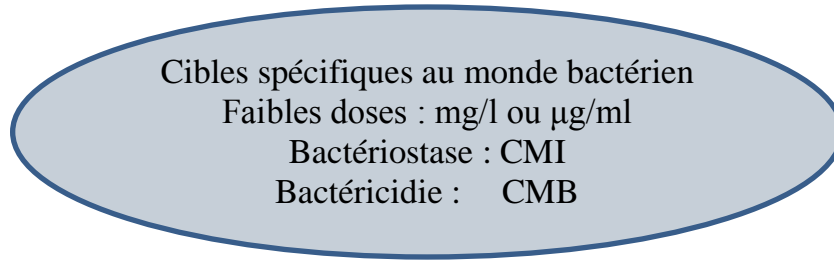 Cibles spécifiques au monde bactérien
Faibles doses : mg/l ou μg/ml
Bactériostase : CMI
Bactéricidie : CMB